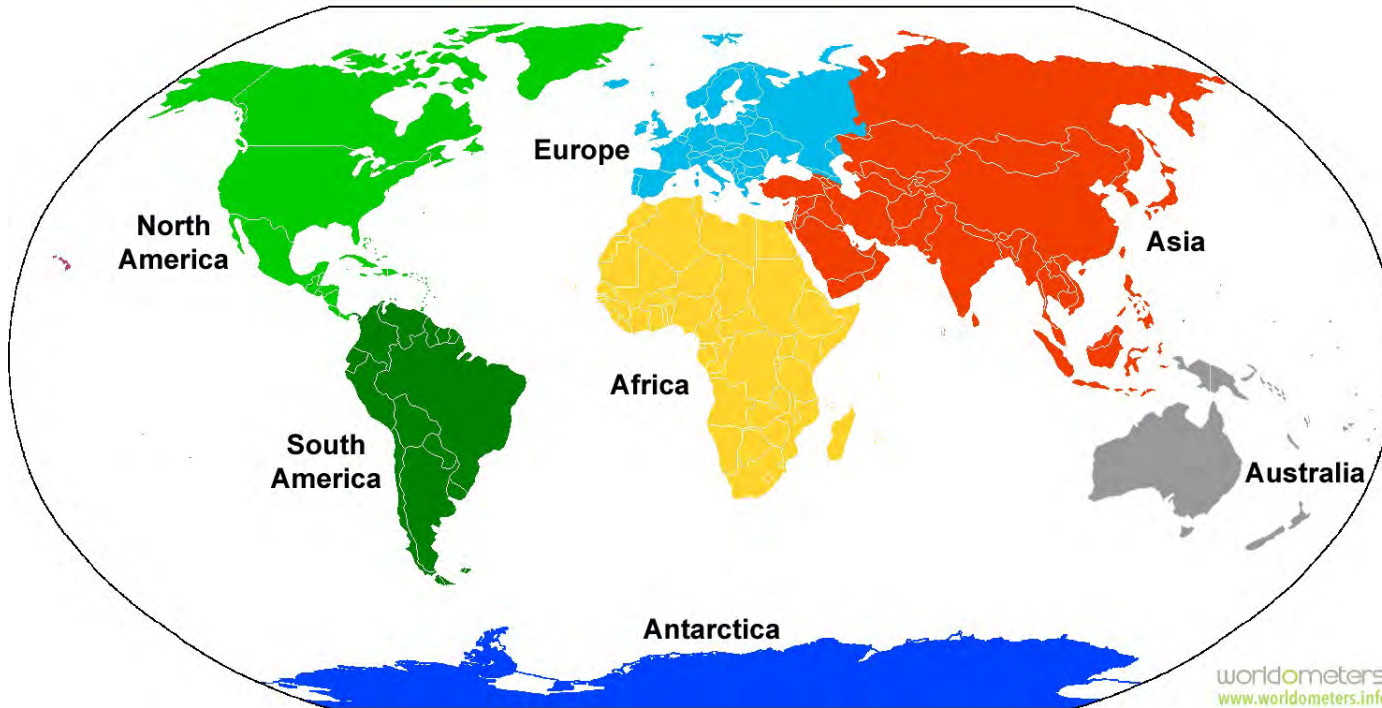 Europe
North
America
Asia
Africa
South
America
Australia
Antarctica
worldometers
www.worldometers.info